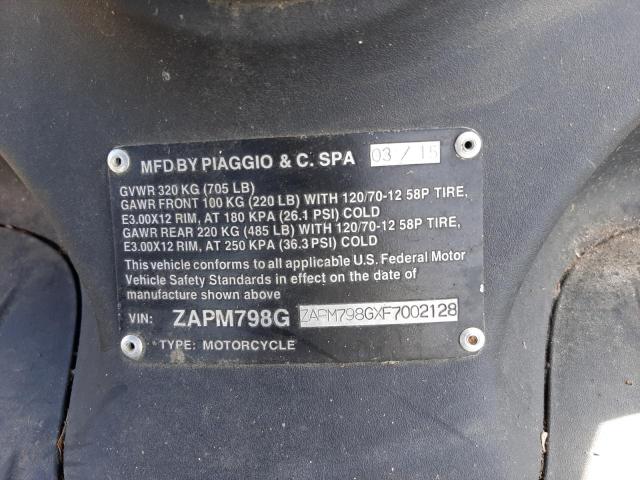 MFD BY PIAGGIO & C. SPA 03 / 15
GVWR 320 KG (705 LB)
GAWR FRONT 100 KG (220 LB) WITH 120/70-12 58P TIRE,
E3.00X12 RIM, AT 180 KPA (26.1 PSI) COLD
GAWR REAR 220 KG (485 LB) WITH 120/70-12 58P TIRE,
E3.00X12 RIM, AT 250 KPA (36.3 PSI) COLD
This vehicle conforms to all applicable U.S. Federal Motor
Vehicle Safety Standards in effect on the date of
manufacture shown above
VIN: ZAPM798G ZAPM798GXF7002128
*TYPE: MOTORCYCLE